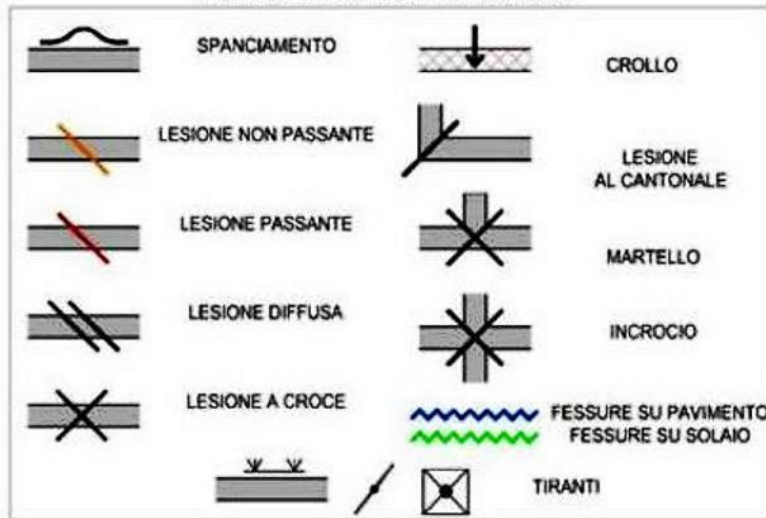 SPANCIAMENTO
CROLLO
LESIONE NON PASSANTE
LESIONE
AL CANTONALE
LESIONE PASSANTE
MARTELLO
LESIONE DIFFUSA
INCROCIO
LESIONE A CROCE
FESSURE SU PAVIMENTO
FESSURE SU SOLAIO
TIRANTI